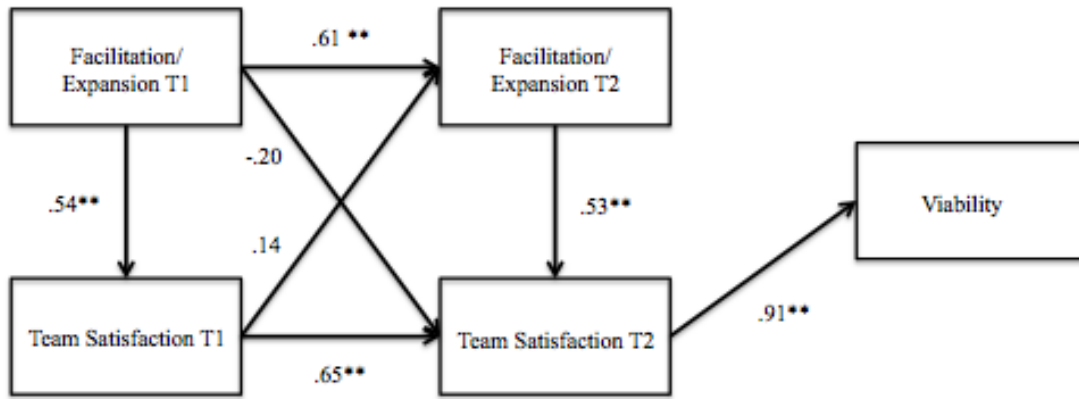 Facilitation/
Expansion T1
.61 **
Facilitation/
Expansion T2
-.20
.54**
.53**
Viability
.14
Team Satisfaction T1
.65**
Team Satisfaction T2
.91**